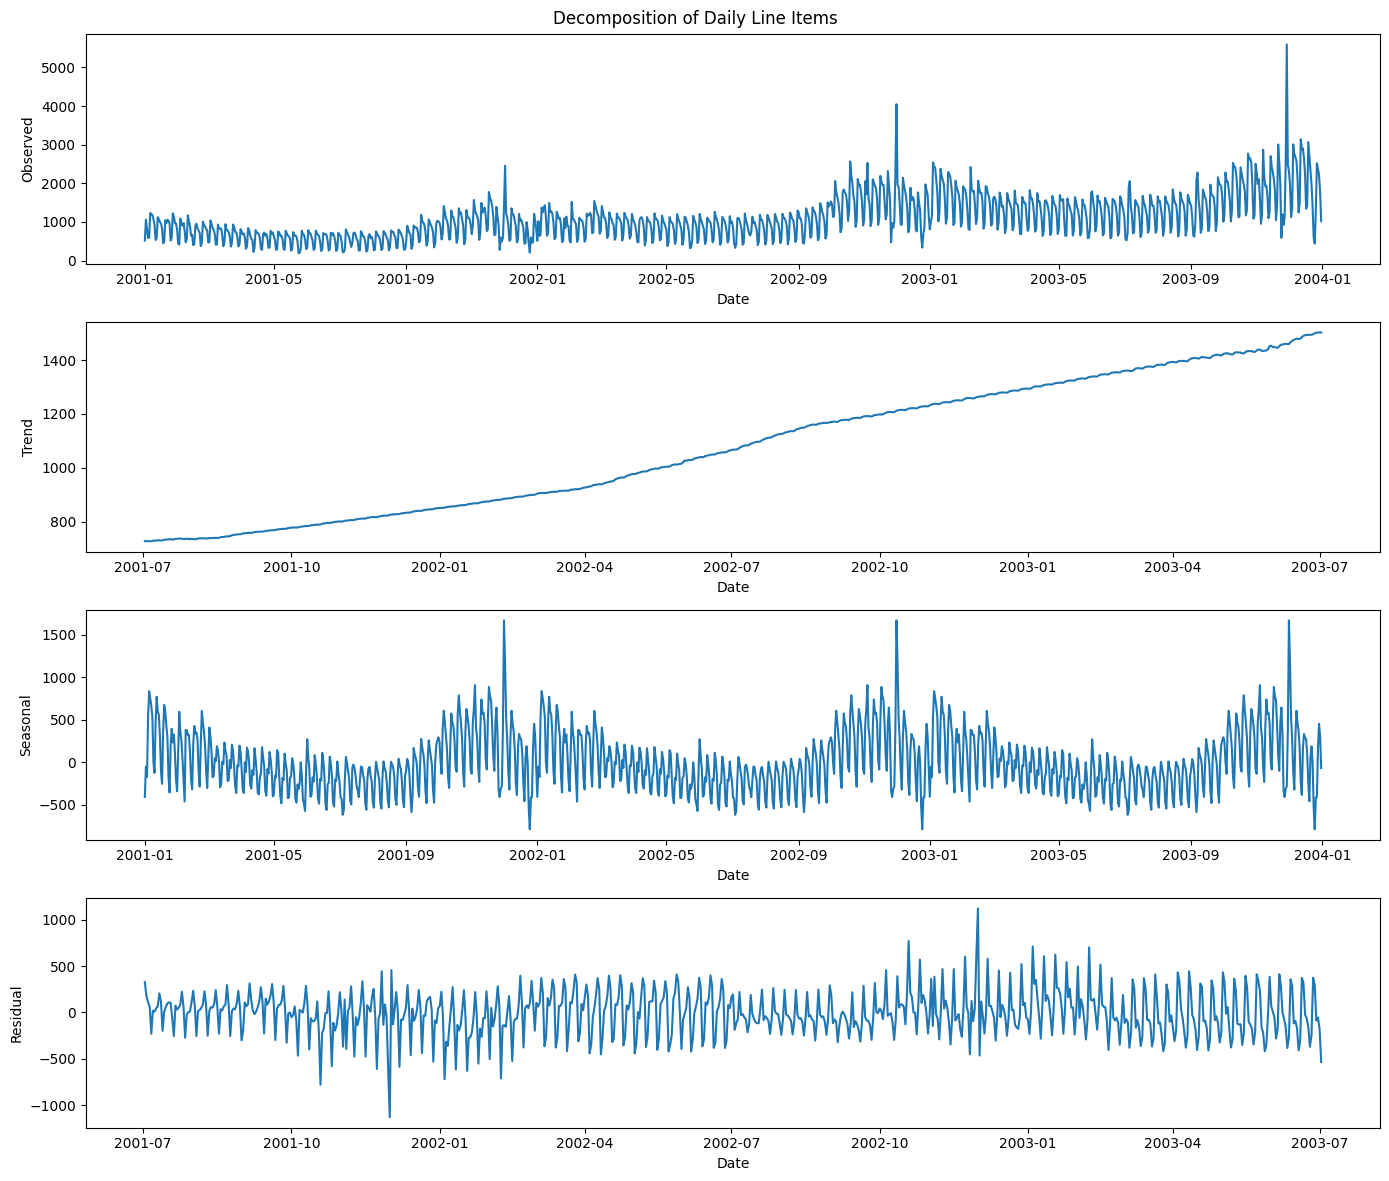 Decomposition of Daily Line Items
Observed
5000
4000
3000
2000
1000
0
2001-01 2001-05 2001-09 2002-01 2002-05 2002-09 2003-01 2003-05 2003-09 2004-01
Date
Trend
1400
1200
1000
800
2001-07 2001-10 2002-01 2002-04 2002-07 2002-10 2003-01 2003-04 2003-07
Date
Seasonal
1500
1000
500
0
−500
2001-01 2001-05 2001-09 2002-01 2002-05 2002-09 2003-01 2003-05 2003-09 2004-01
Date
Residual
1000
500
0
−500
−1000
2001-07 2001-10 2002-01 2002-04 2002-07 2002-10 2003-01 2003-04 2003-07
Date